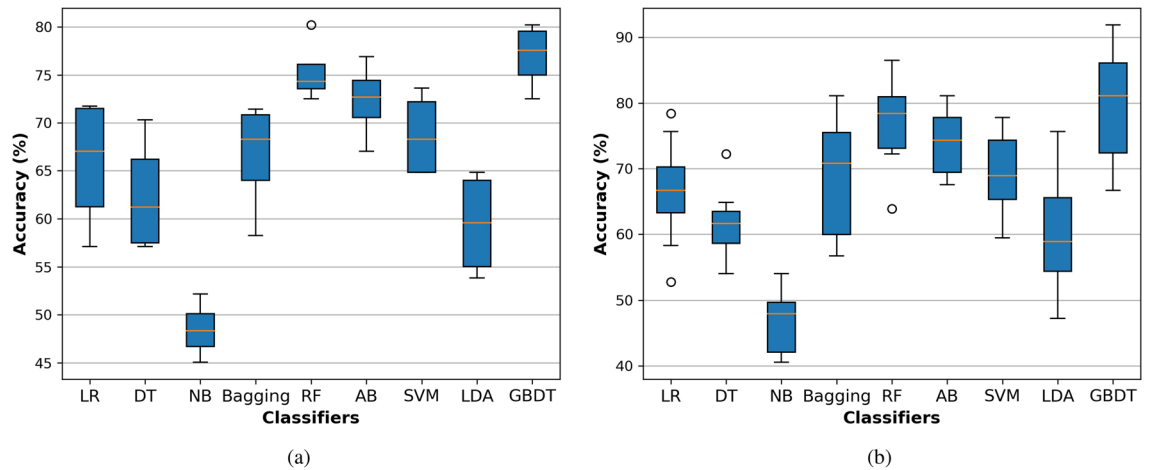 80
75
70
65
60
55
50
45
Accuracy (%)
LR DT NB Bagging RF AB SVM LDA GBDT
Classifiers
(a)
90
80
70
60
50
40
Accuracy (%)
LR DT NB Bagging RF AB SVM LDA GBDT
Classifiers
(b)